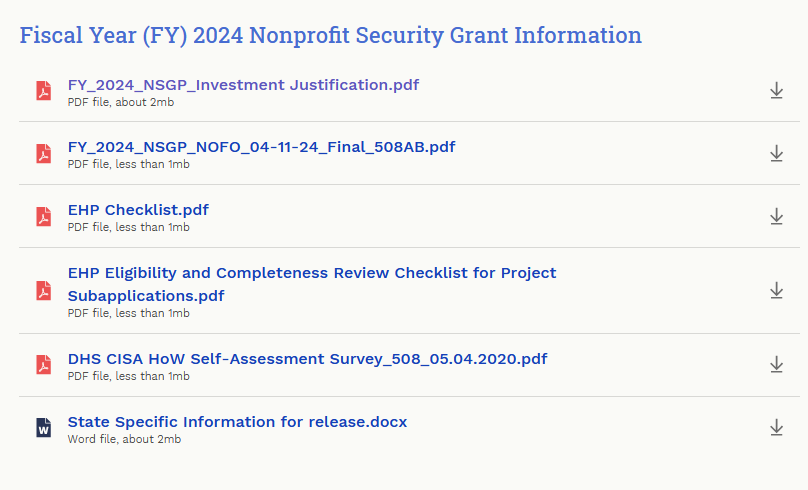 Fiscal Year (FY) 2024 Nonprofit Security Grant Information
FY_2024_NSGP_Investment Justification.pdf
PDF file, about 2mb
FY_2024_NSGP_NOFO_04-11-24_Final_508AB.pdf
PDF file, less than 1mb
EHP Checklist.pdf
PDF file, less than 1mb
EHP Eligibility and Completeness Review Checklist for Project
Subapplications.pdf
PDF file, less than 1mb
DHS CISA HoW Self-Assessment Survey_508_05.04.2020.pdf
PDF file, less than 1mb
W
State Specific Information for release.docx
Word file, about 2mb